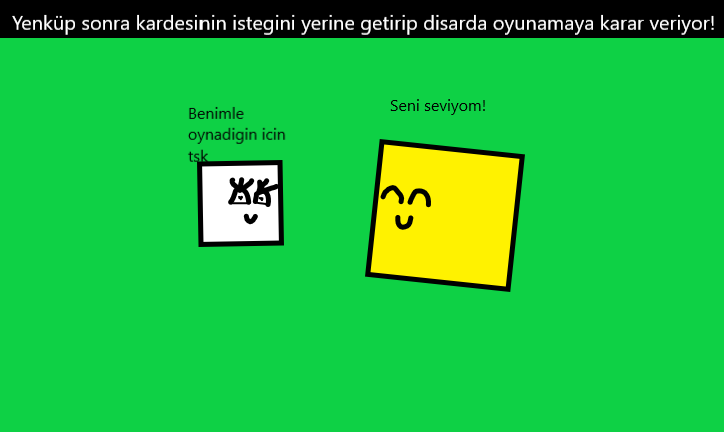 Yenküp sonra kardesinin istegini yerine getirip disarda oyunamaya karar veriyor!
Benimle
oynadigin icin
tsk
Seni seviyom!